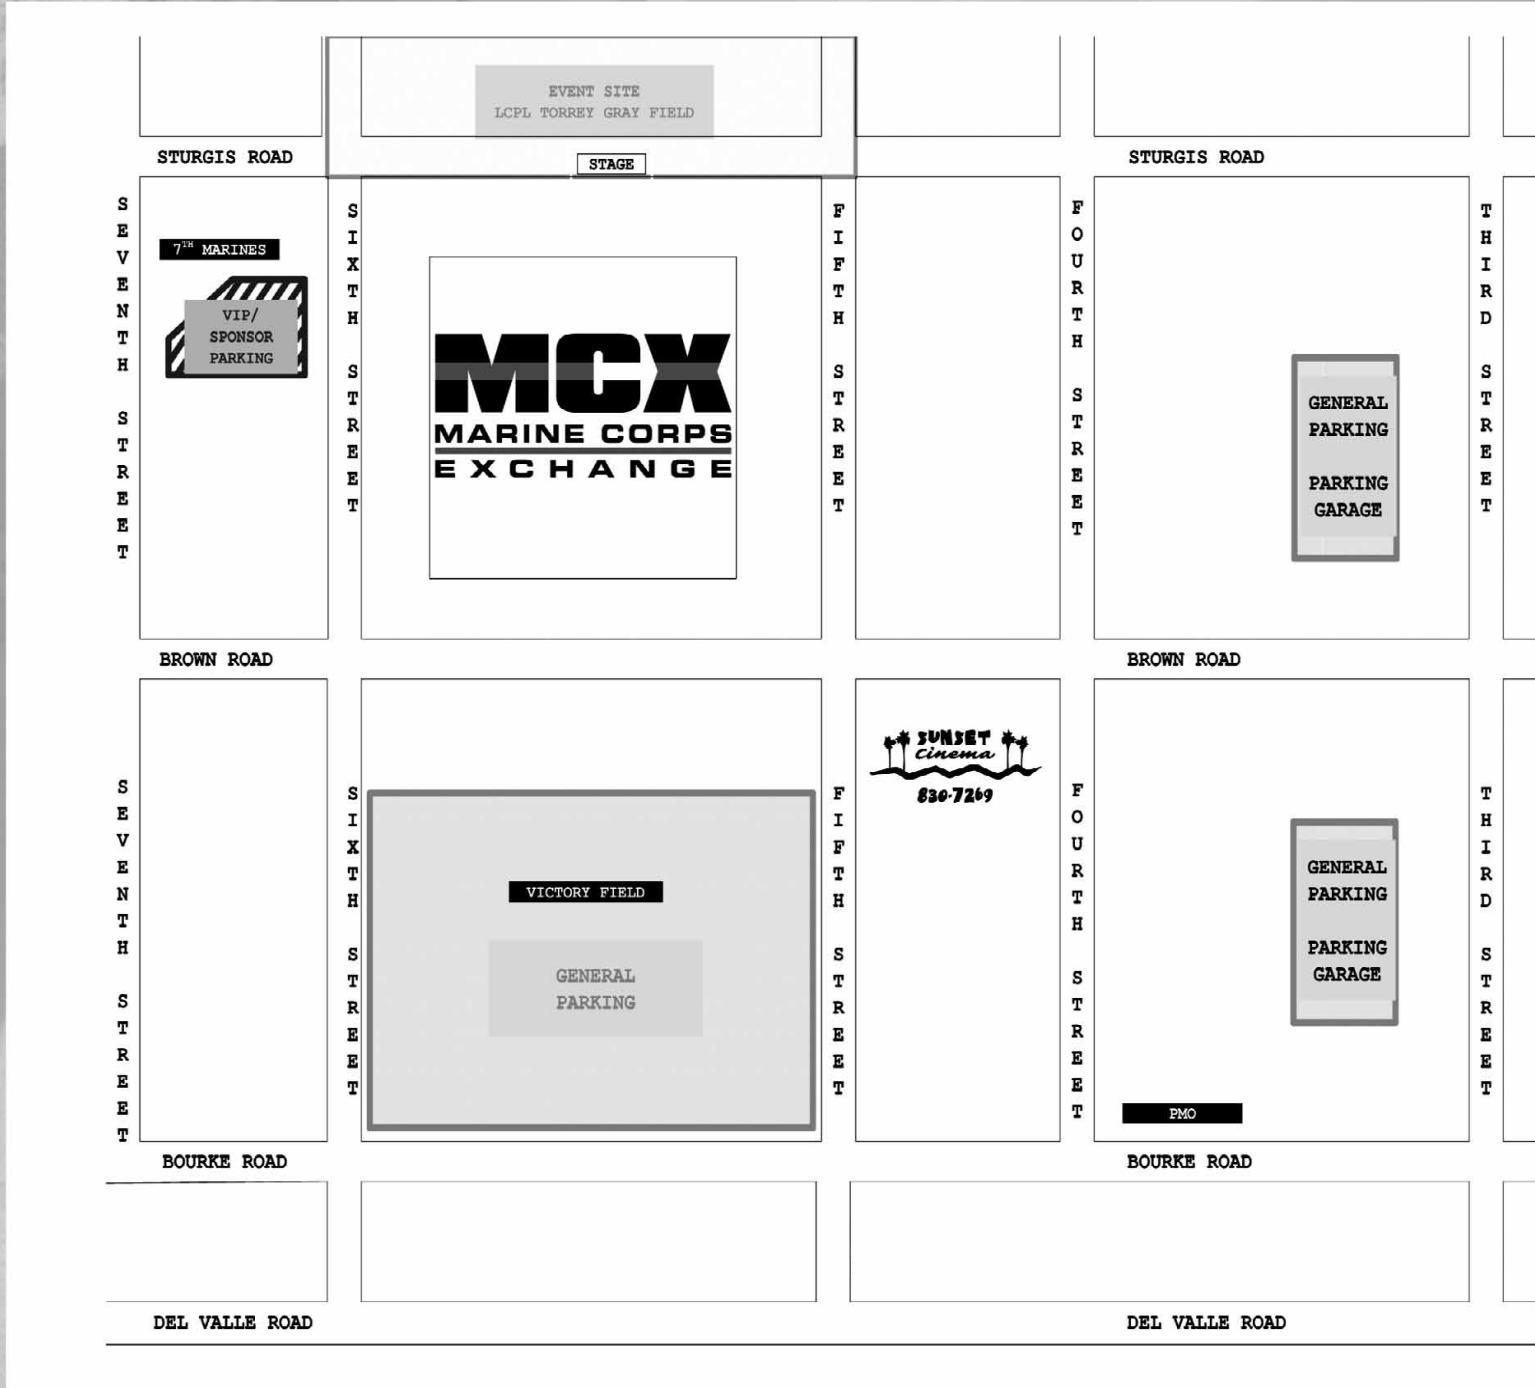 EVENT SITE
LCPL TORREY GRAY FIELD
STURGIS ROAD
STAGE
STURGIS ROAD
SEVENTH STREET
7TH MARINES
VIP/
SPONSOR
PARKING
SIXTH STREET
MCX
MARINE CORPS
EXCHANGE
FIFTH STREET
FOURTH STREET
GENERAL
PARKING
PARKING
GARAGE
THIRD STREET
BROWN ROAD
BROWN ROAD
SEVENTH STREET
SIXTH STREET
VICTORY FIELD
GENERAL
PARKING
FIFTH STREET
SUNSET
Cinema
830-7269
FOURTH STREET
GENERAL
PARKING
PARKING
GARAGE
PMO
THIRD STREET
BOURKE ROAD
BOURKE ROAD
DEL VALLE ROAD
DEL VALLE ROAD